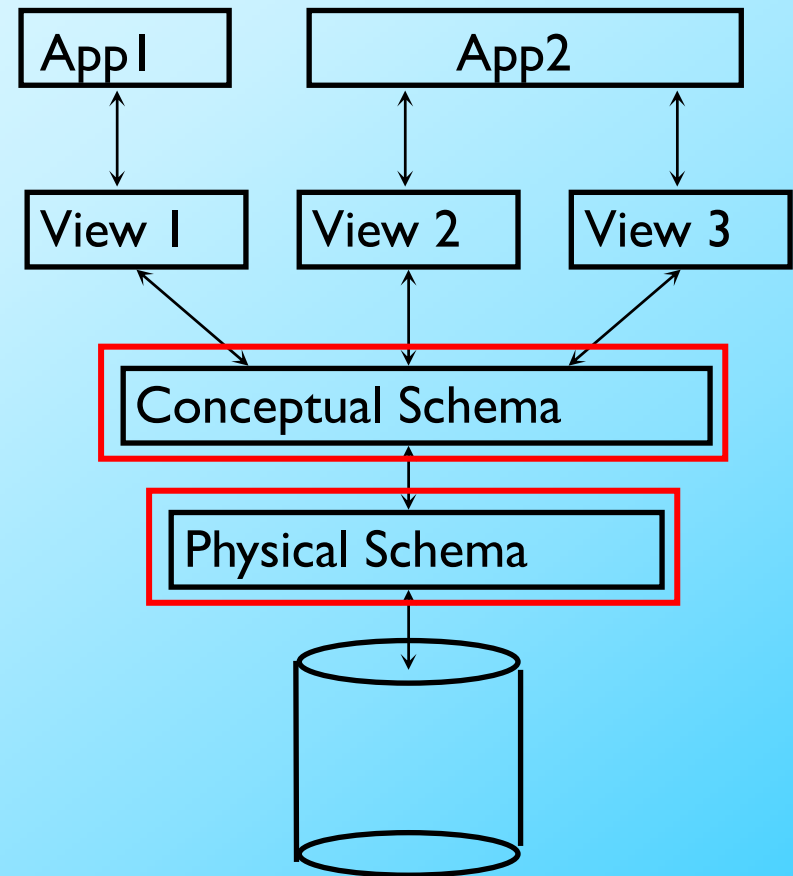 App1
App2
View 1
View 2
View 3
Conceptual Schema
Physical Schema